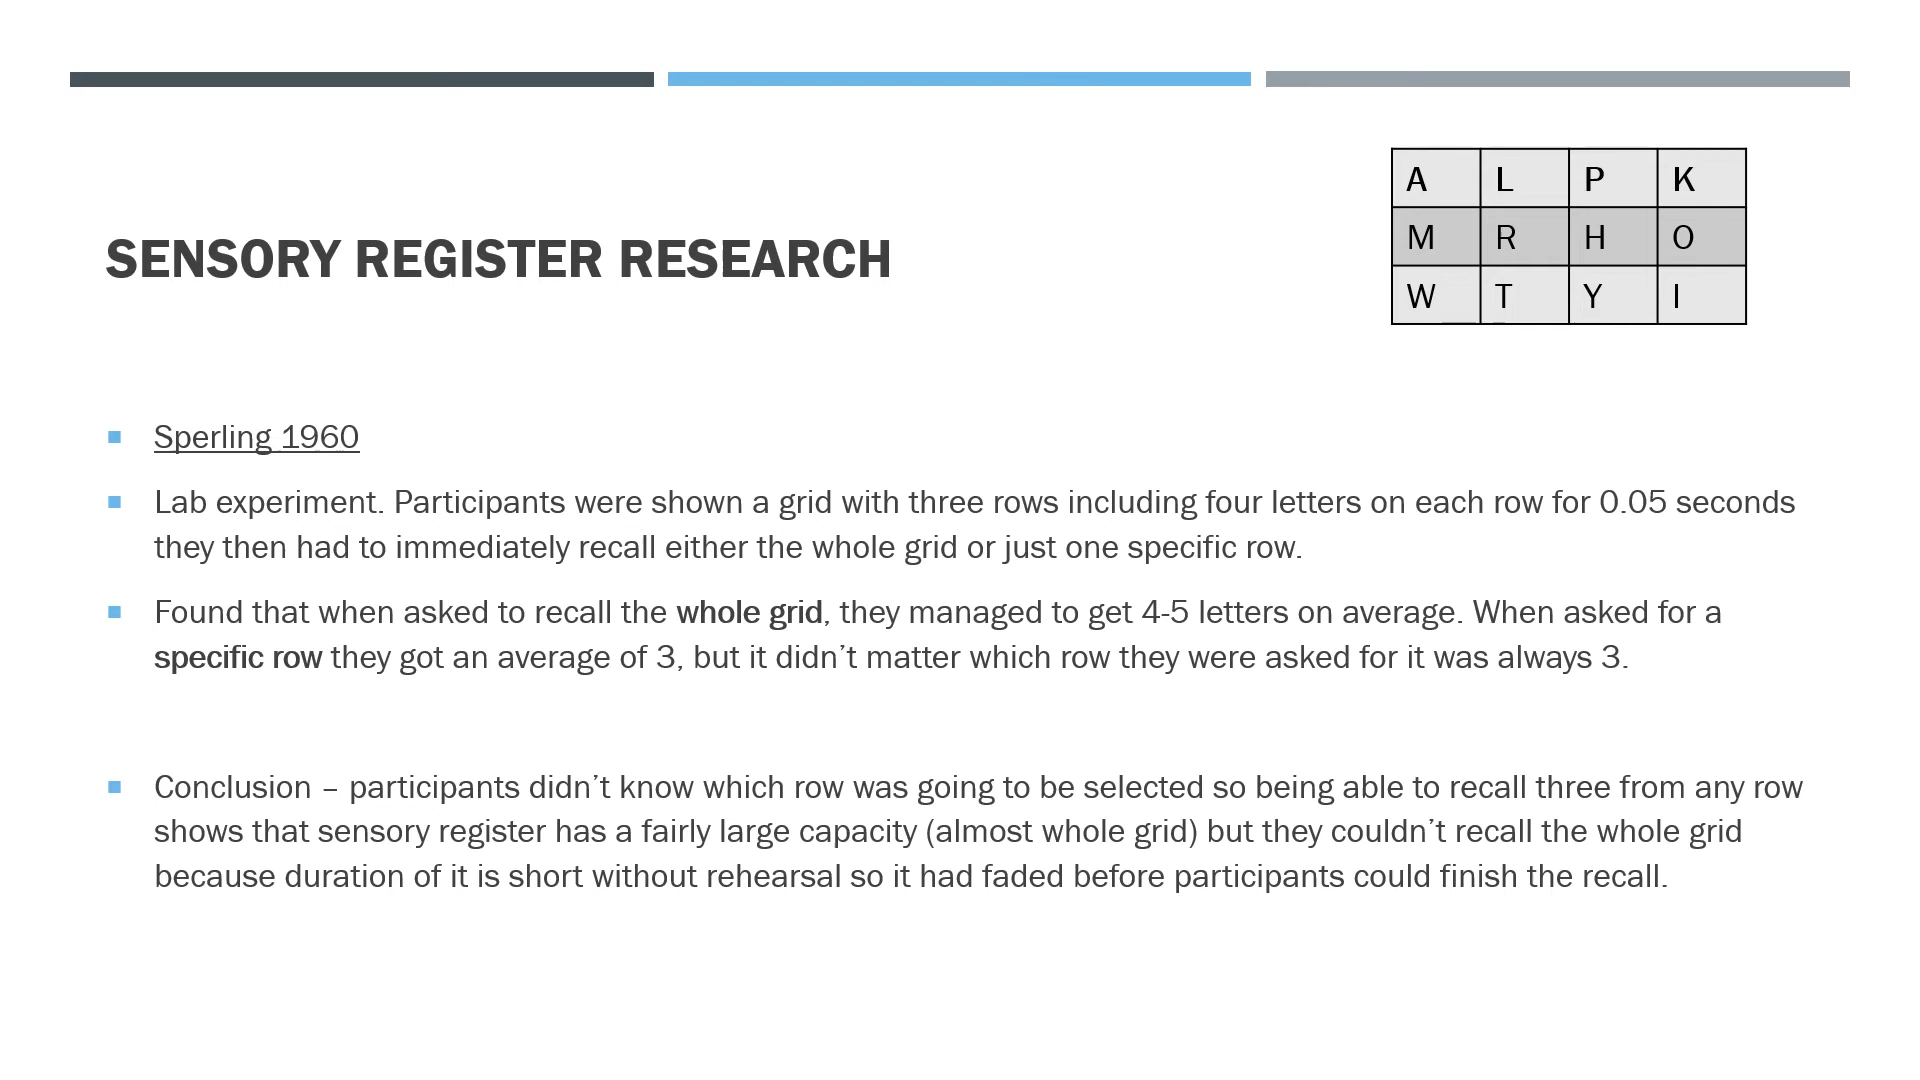 A L P K
M R H O
W T Y I
SENSORY REGISTER RESEARCH
Sperling 1960
Lab experiment. Participants were shown a grid with three rows including four letters on each row for 0.05 seconds
they then had to immediately recall either the whole grid or just one specific row.
Found that when asked to recall the whole grid, they managed to get 4-5 letters on average. When asked for a
specific row they got an average of 3, but it didn’t matter which row they were asked for it was always 3.
Conclusion – participants didn’t know which row was going to be selected so being able to recall three from any row
shows that sensory register has a fairly large capacity (almost whole grid) but they couldn’t recall the whole grid
because duration of it is short without rehearsal so it had faded before participants could finish the recall.